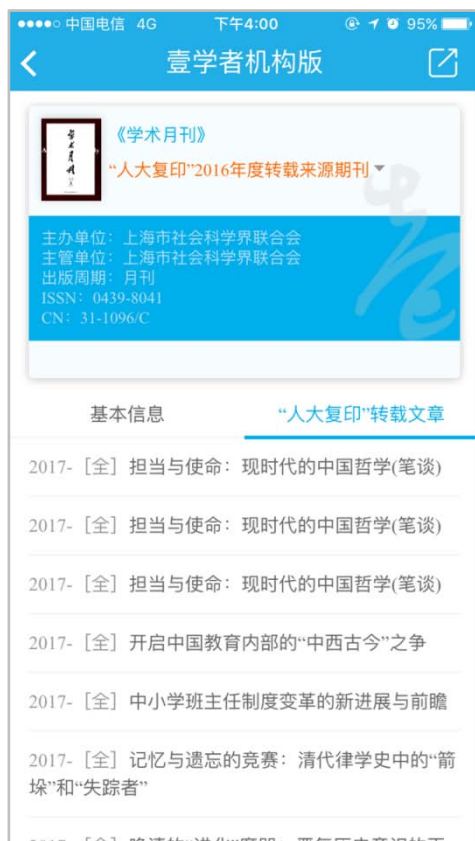 中国电信 4G 下午4:00 95%
壹学者机构版
《学术月刊》
“人大复印”2016年度转载来源期刊
主办单位：上海市社会科学界联合会
主管单位：上海市社会科学界联合会
出版周期：月刊
ISSN：0439-8041
CN：31-1096/C
基本信息 “人大复印”转载文章
2017-［全］担当与使命：现时代的中国哲学(笔谈)
2017-［全］担当与使命：现时代的中国哲学(笔谈)
2017-［全］担当与使命：现时代的中国哲学(笔谈)
2017-［全］开启中国教育内部的“中西古今”之争
2017-［全］中小学班主任制度变革的新进展与前瞻
2017-［全］记忆与遗忘的竞赛：清代律学史中的“箭
垛”和“失踪者”